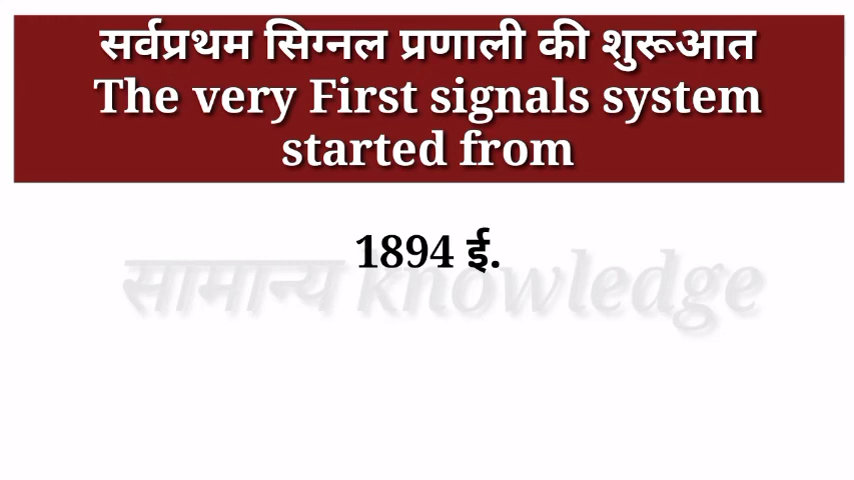 सर्वप्रथम सिग्नल प्रणाली की शुरूआत
The very First signals system
started from
1894 ई.
सामान्य knowledge